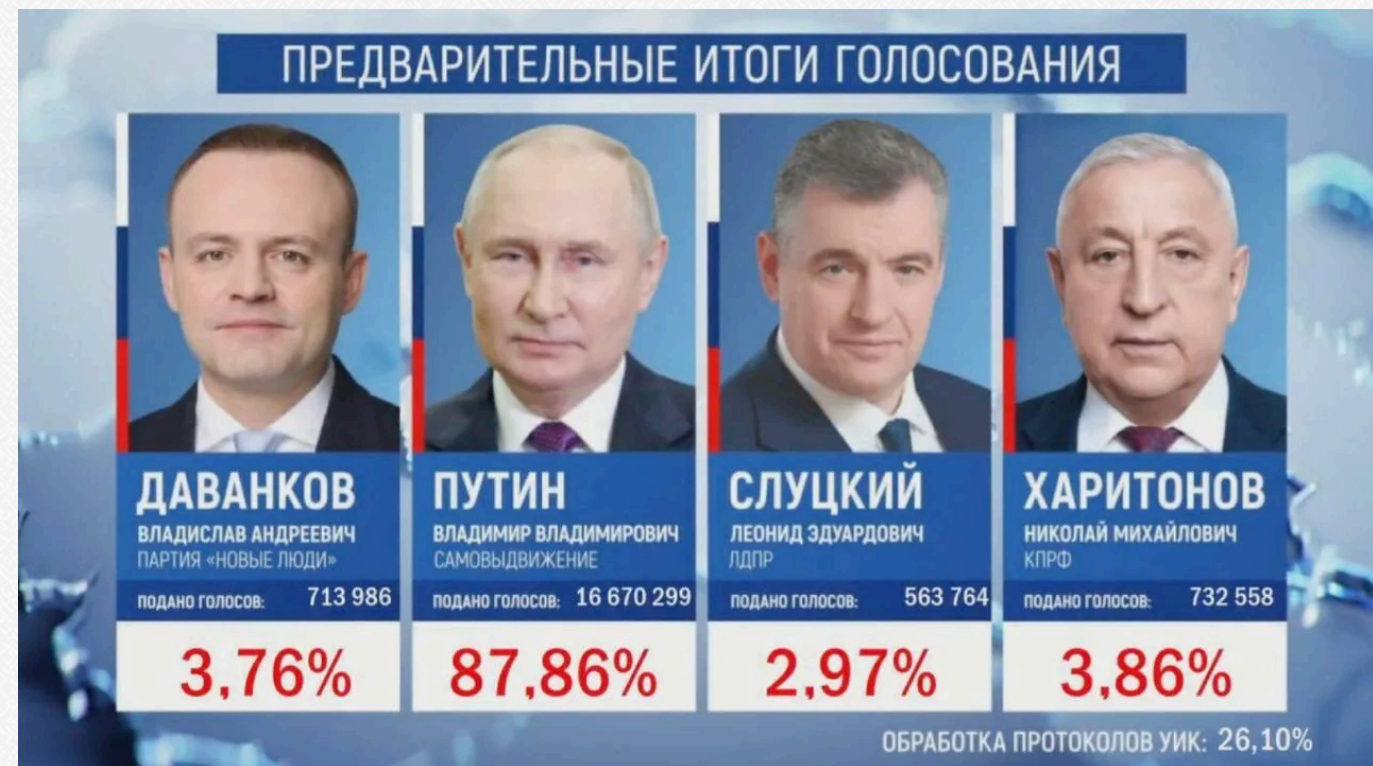 ПРЕДВАРИТЕЛЬНЫЕ ИТОГИ ГОЛОСОВАНИЯ
ДАВАНКОВ
ВЛАДИСЛАВ АНДРЕЕВИЧ
ПАРТИЯ «НОВЫЕ ЛЮДИ»
ПОДАНО ГОЛОСОВ: 713 986
3,76%
ПУТИН
ВЛАДИМИР ВЛАДИМИРОВИЧ
САМОВЫДВИЖЕНИЕ
ПОДАНО ГОЛОСОВ: 16 670 299
87,86%
СЛУЦКИЙ
ЛЕОНИД ЭДУАРДОВИЧ
ЛДПР
ПОДАНО ГОЛОСОВ: 563 764
2,97%
ХАРИТОНОВ
НИКОЛАЙ МИХАЙЛОВИЧ
КПРФ
ПОДАНО ГОЛОСОВ: 732 558
3,86%
ОБРАБОТКА ПРОТОКОЛОВ УИК: 26,10%